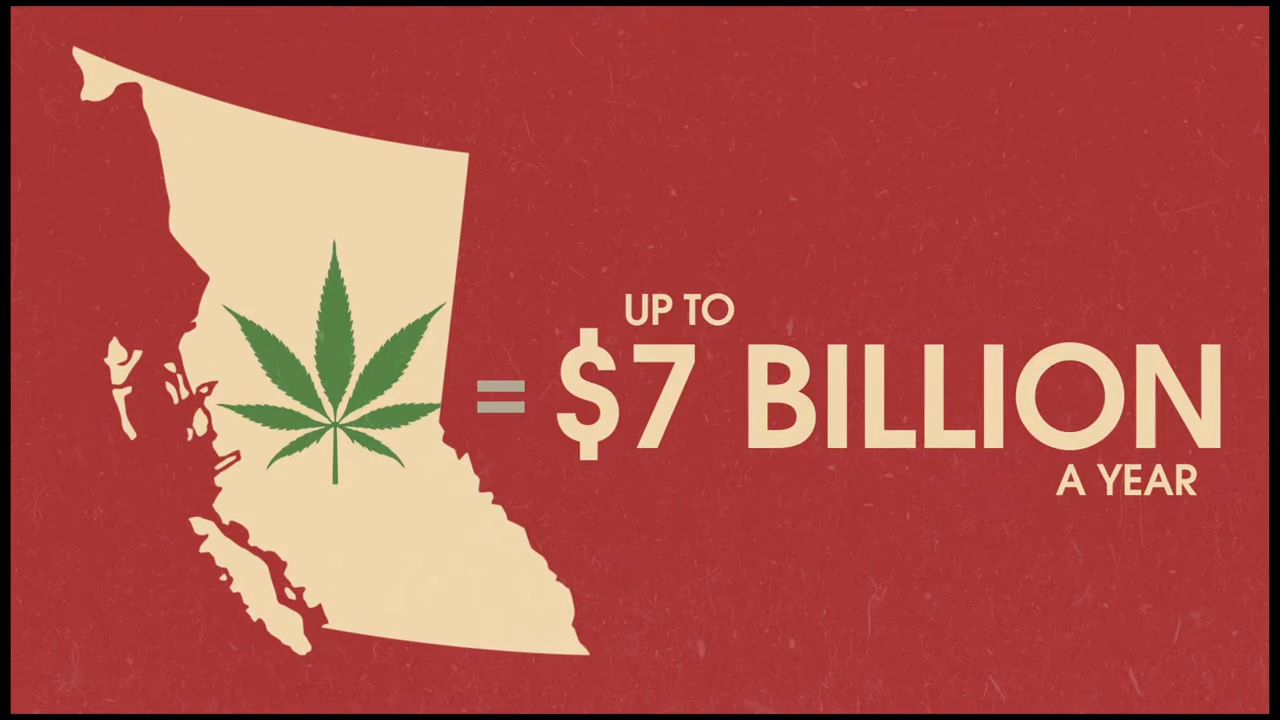 UP TO
= $7 BILLION
A YEAR